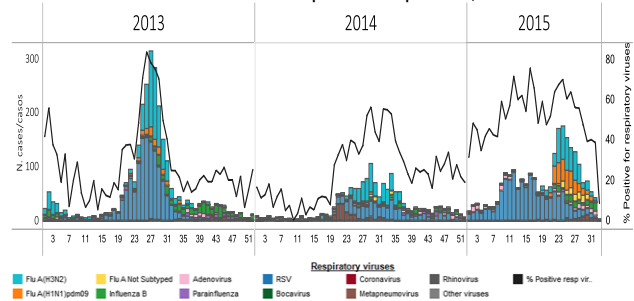 2013 2014 2015
300 80
200 60
100 40
20
0 0
N. cases/casos
% Positive for respiratory viruses
3 7 11 15 19 23 27 31 35 39 43 47 51 3 7 11 15 19 23 27 31 35 39 43 47 51 3 7 11 15 19 23 27 31
Respiratory viruses
Flu A(H3N2) Flu A Not Subtyped Adenovirus RSV Coronavirus Rhinovirus % Positive resp vir..
Flu A(H1N1)pdm09 Influenza B Parainfluenza Bocavirus Metapneumovirus Other viruses